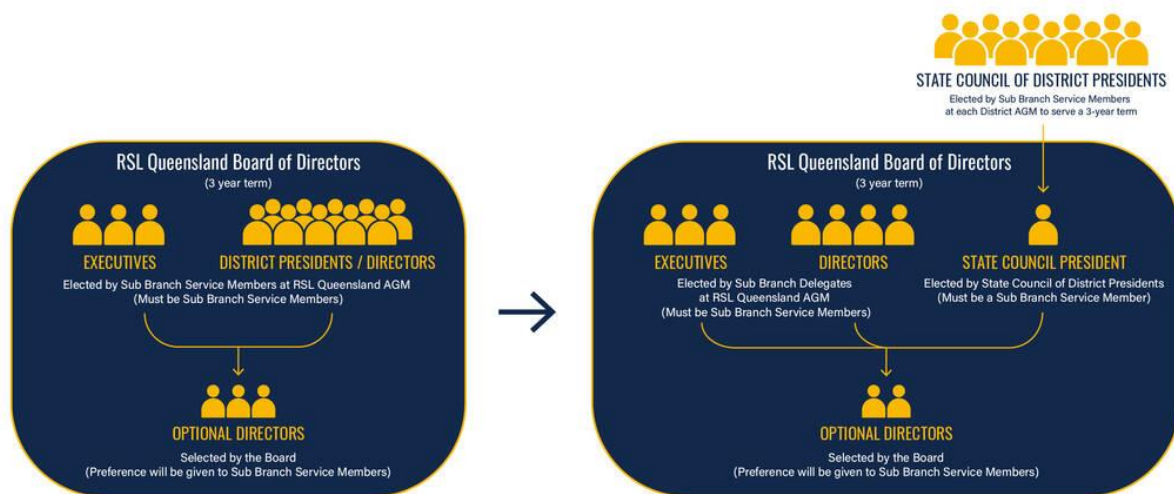 RSL Queensland Board of Directors
(3 year term)
EXECUTIVES
DISTRICT PRESIDENTS / DIRECTORS
Elected by Sub Branch Service Members at RSL Queensland AGM
(Must be Sub Branch Service Members)
OPTIONAL DIRECTORS
Selected by the Board
(Preference will be given to Sub Branch Service Members)
STATE COUNCIL OF DISTRICT PRESIDENTS
Elected by Sub Branch Service Members
at each District AGM to serve a 3-year term
RSL Queensland Board of Directors
(3 year term)
EXECUTIVES
DIRECTORS
Elected by Sub Branch Delegates
at RSL Queensland AGM
(Must be Sub Branch Service Members)
STATE COUNCIL PRESIDENT
Elected by State Council of District Presidents
(Must be a Sub Branch Service Member)
OPTIONAL DIRECTORS
Selected by the Board
(Preference will be given to Sub Branch Service Members)